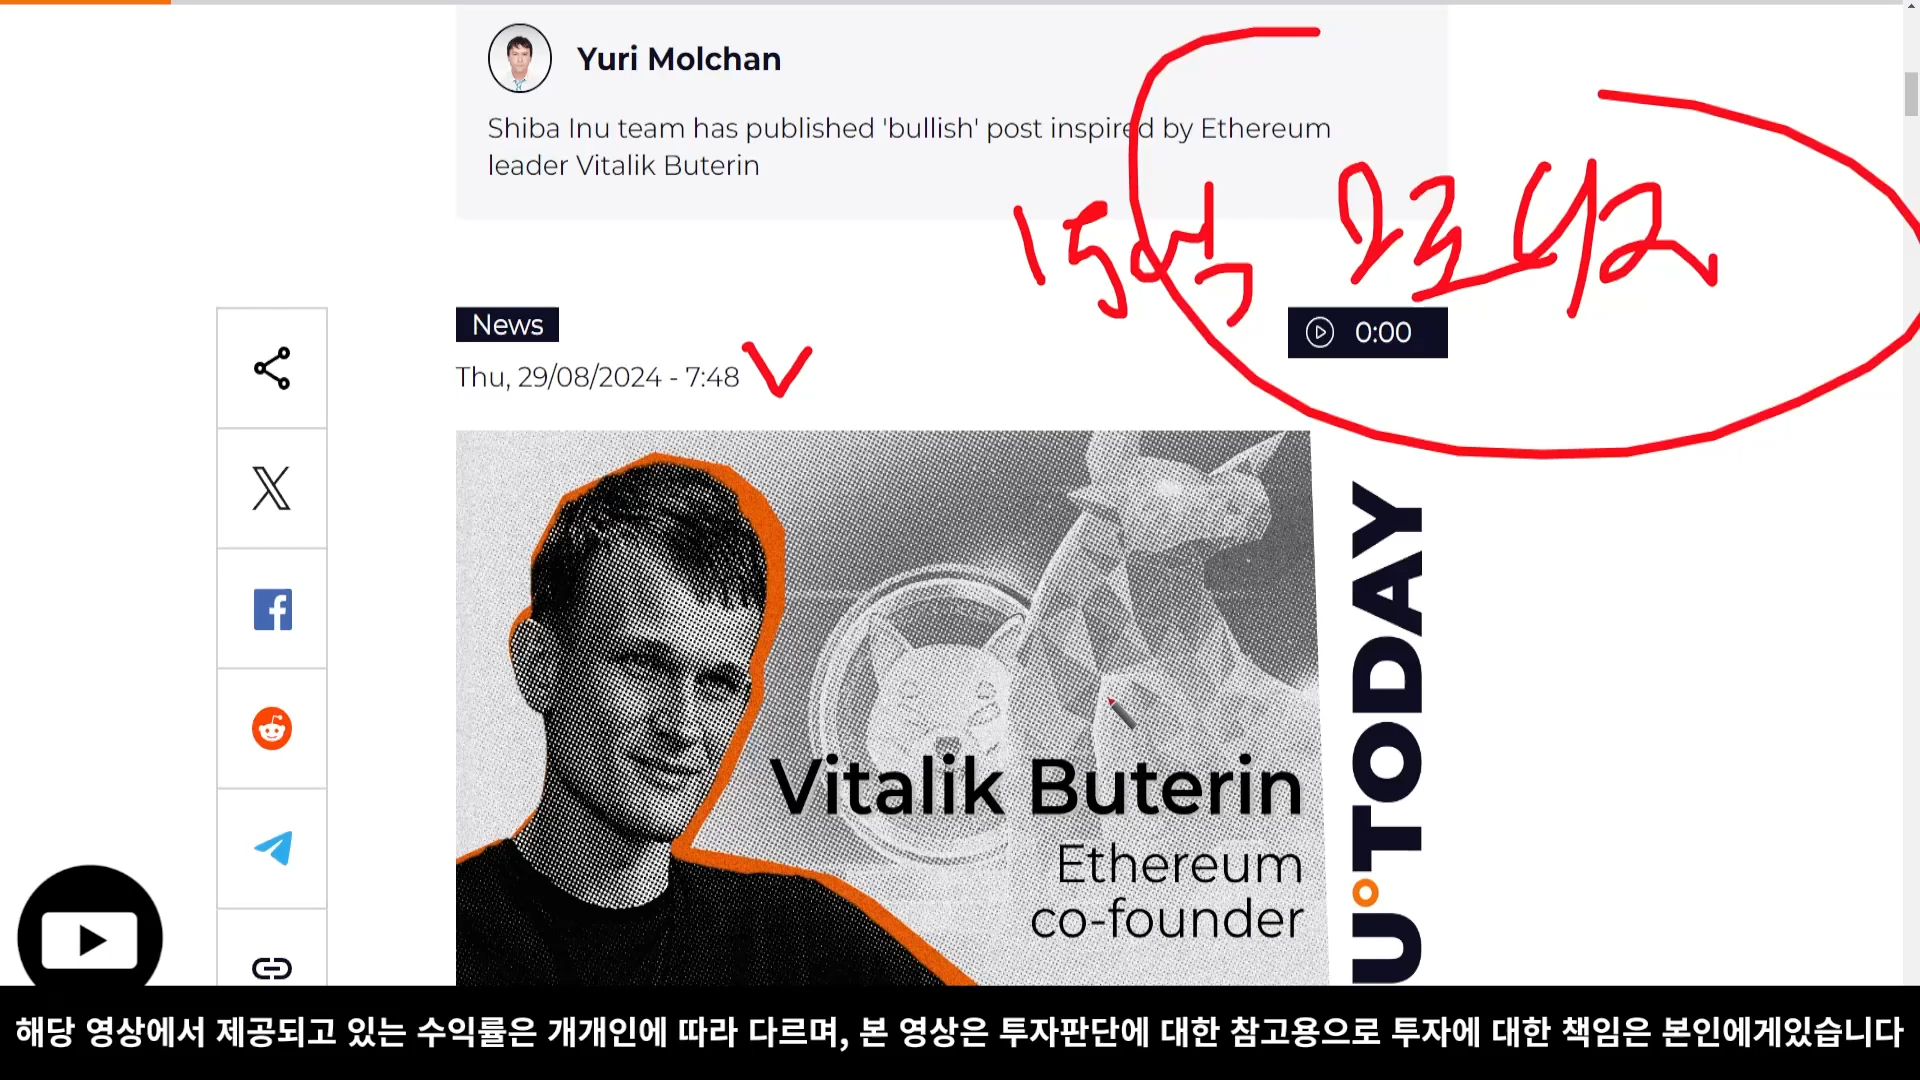 Yuri Molchan
Shiba Inu team has published 'bullish' post inspired by Ethereum
leader Vitalik Buterin
15억
News
0:00
Thu, 29/08/2024 - 7:48
Vitalik Buterin
Ethereum
co-founder
U TODAY
해당 영상에서 제공되고 있는 수익률은 개개인에 따라 다르며, 본 영상은 투자판단에 대한 참고용으로 투자에 대한 책임은 본인에게있습니다